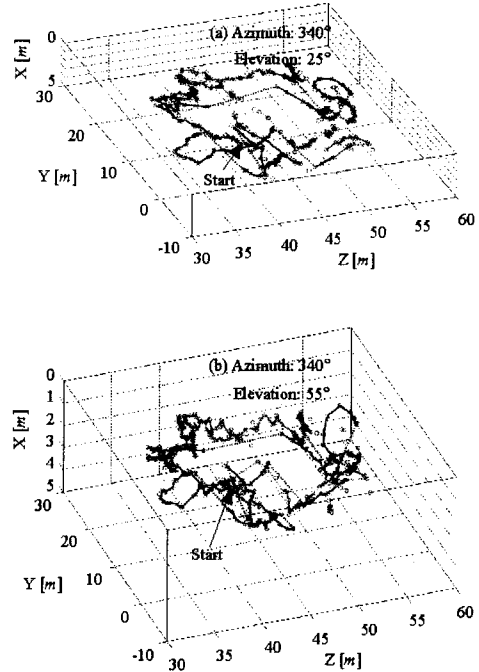 (a) Azimuth: 340°
Elevation: 25°
X [m]
0
5
30
20
10
0
-10
Y [m]
Start
30
35
40
45
50
55
60
Z [m]
(b) Azimuth: 340°
Elevation: 55°
X [m]
0
1
2
3
4
5
30
20
10
0
-10
Y [m]
Start
30
35
40
45
50
55
60
Z [m]